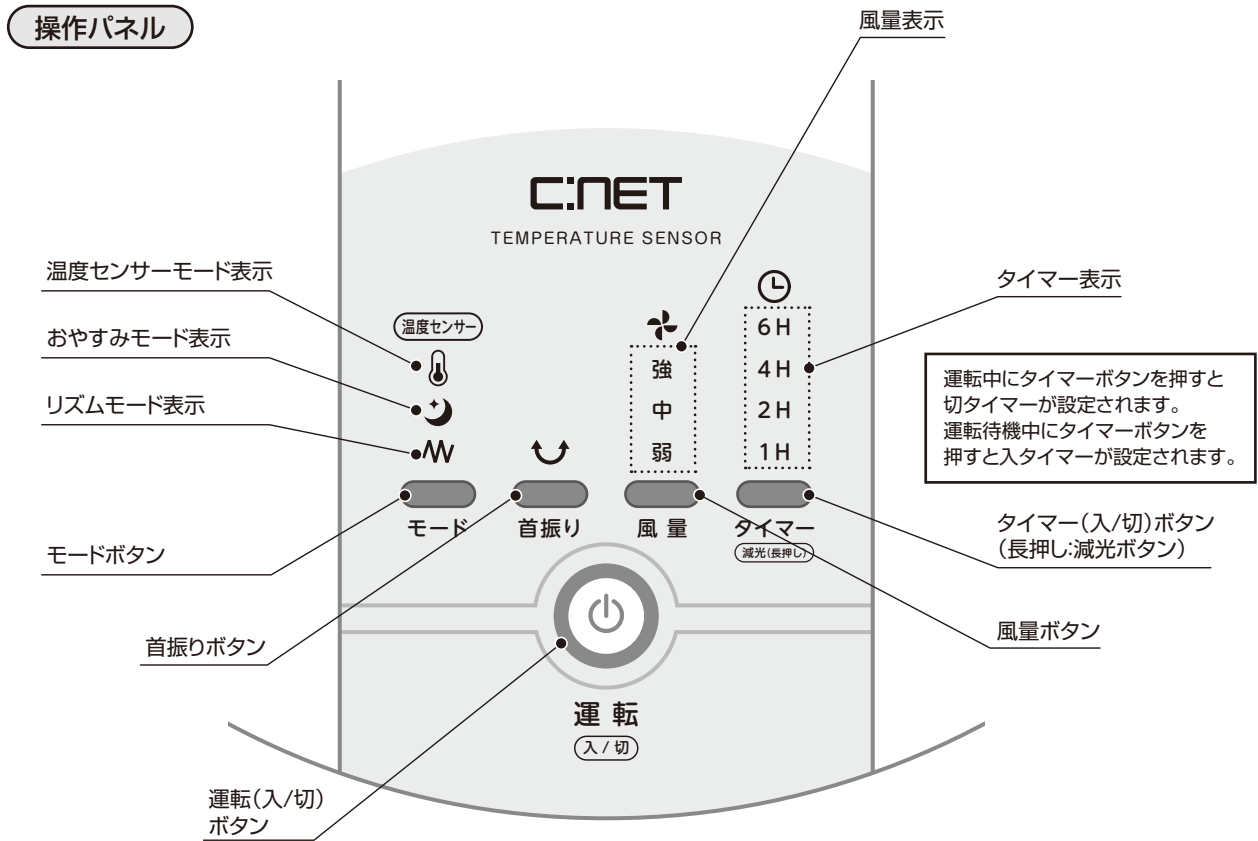 操作パネル
風量表示
C:NET
TEMPERATURE SENSOR
温度センサーモード表示
おやすみモード表示
リズムモード表示
温度センサー
強
中
弱
6H
4H
2H
1H
タイマー表示
運転中にタイマーボタンを押すと
切タイマーが設定されます。
運転待機中にタイマーボタンを
押すと入タイマーが設定されます。
モード
首振り
風量
タイマー
減光(長押し)
タイマー(入/切)ボタン
(長押し:減光ボタン)
モードボタン
首振りボタン
風量ボタン
運転
入/切
運転(入/切)
ボタン